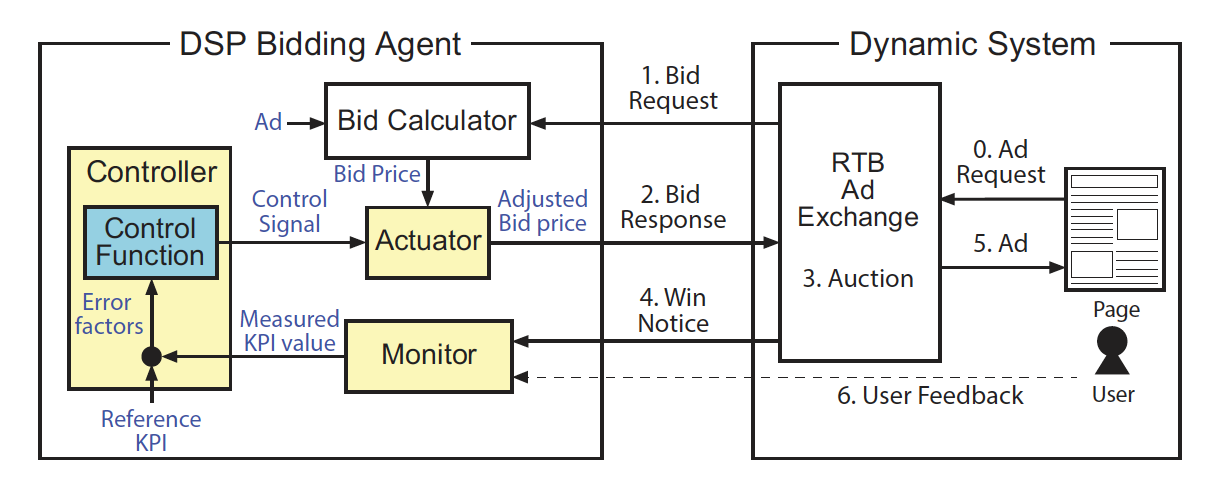 DSP Bidding Agent
Dynamic System
1. Bid
Request
Ad
Bid Calculator
Bid Price
Controller
Control
Function
Control
Signal
Actuator
Adjusted
Bid price
2. Bid
Response
RTB
Ad
Exchange
3. Auction
0. Ad
Request
5. Ad
Page
User
Error
factors
Measured
KPI value
Monitor
4. Win
Notice
6. User Feedback
Reference
KPI